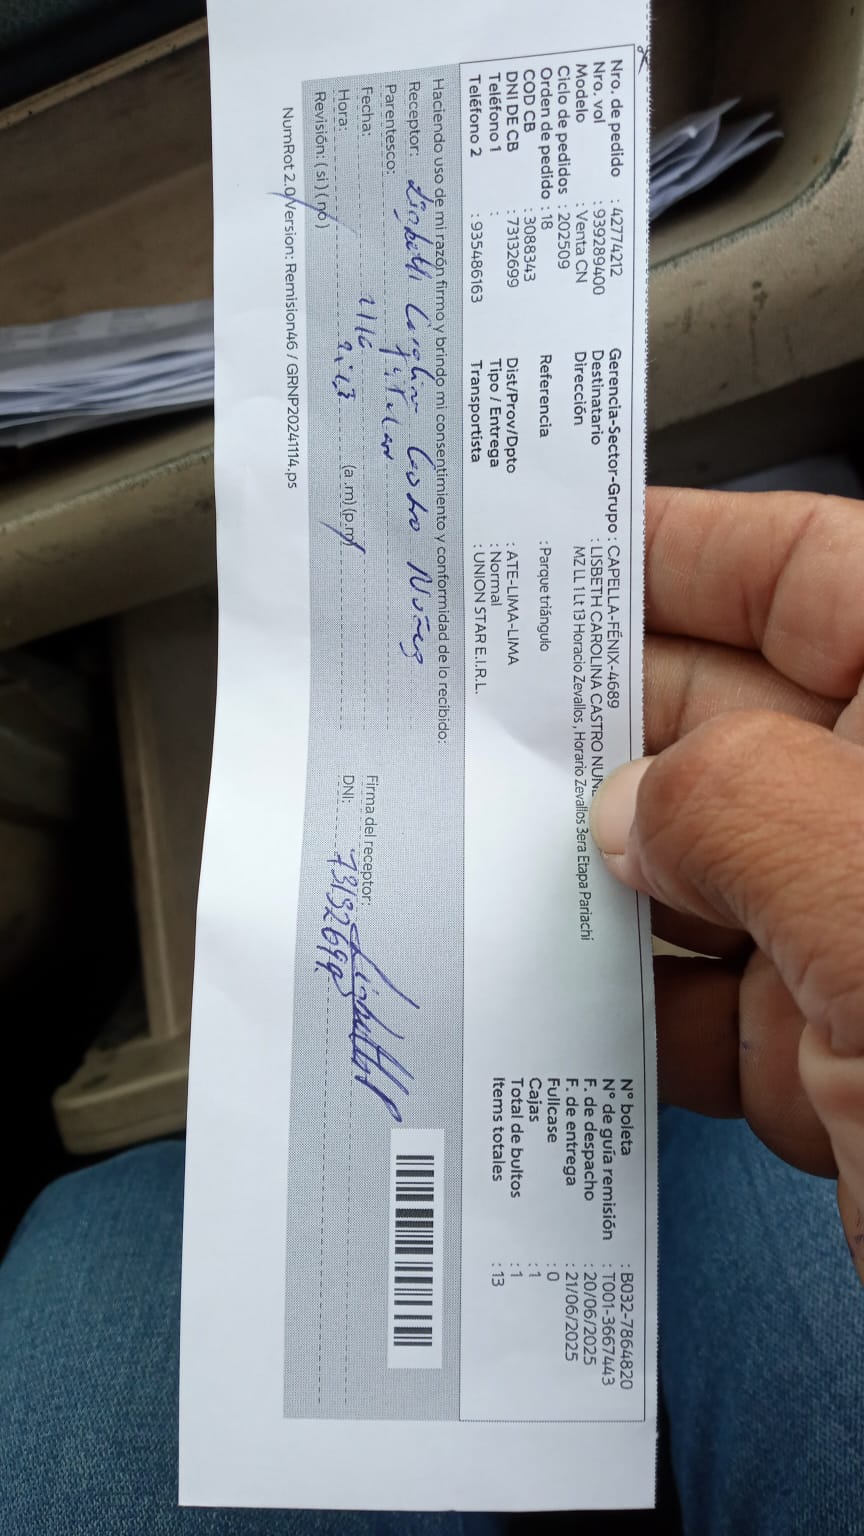 Nro. de pedido : 42774212 Gerencia-Sector-Grupo : CAPELLA-FÉNIX-4689 N° boleta : B032-7864820
Nro. vol : 939289400 Destinatario : LISBETH CAROLINA CASTRO N° de guía remisión : T001-3667443
Modelo : Venta CN Dirección MZ LL 1 Lt 13 Horacio Zevallos , Horario Zevallos 3era Etapa Pariachi F. de despacho : 20/06/2025
Ciclo de pedidos : 202509 F. de entrega : 21/06/2025
Orden de pedido : 18 Referencia : Parque triángulo Fullcase : 0
COD CB : 3088343 Cajas : 1
DNI DE CB : 73132699 Dist/Prov/Dpto : ATE-LIMA-LIMA Total de bultos : 1
Teléfono 1 : Tipo / Entrega : Normal Items totales : 13
Teléfono 2 : 935486163 Transportista : UNION STAR E.I.R.L.
Haciendo uso de mi razón firmo y brindo mi consentimiento y conformidad de lo recibido:
Receptor: Lisbeth Carolina Castro Nuñez
Parentesco: titular
Fecha: 21/6 Firma del receptor:
Hora: (a.m) (p.m) DNI: 73132699
Revisión: (si) (no)
NumRot 2.0/Version: Remision46 / GRNP20241114.ps